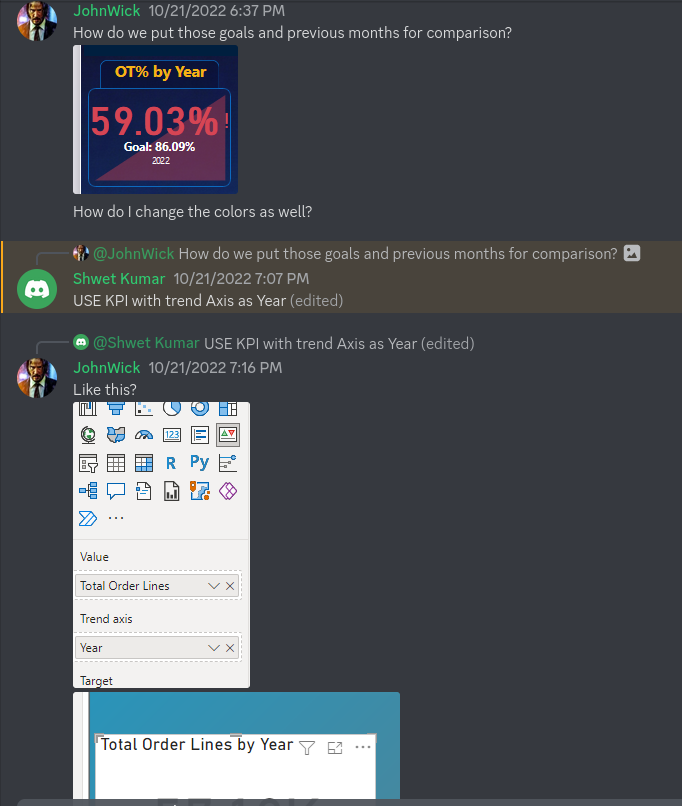 JohnWick 10/21/2022 6:37 PM
How do we put those goals and previous months for comparison?
OT% by Year
59.03%!
Goal: 86.09%
2022
How do I change the colors as well?
@JohnWick How do we put those goals and previous months for comparison?
Shwet Kumar 10/21/2022 7:07 PM
USE KPI with trend Axis as Year (edited)
@Shwet Kumar USE KPI with trend Axis as Year (edited)
JohnWick 10/21/2022 7:16 PM
Like this?
123
R Py
Value
Total Order Lines
Trend axis
Year
Target
Total Order Lines by Year